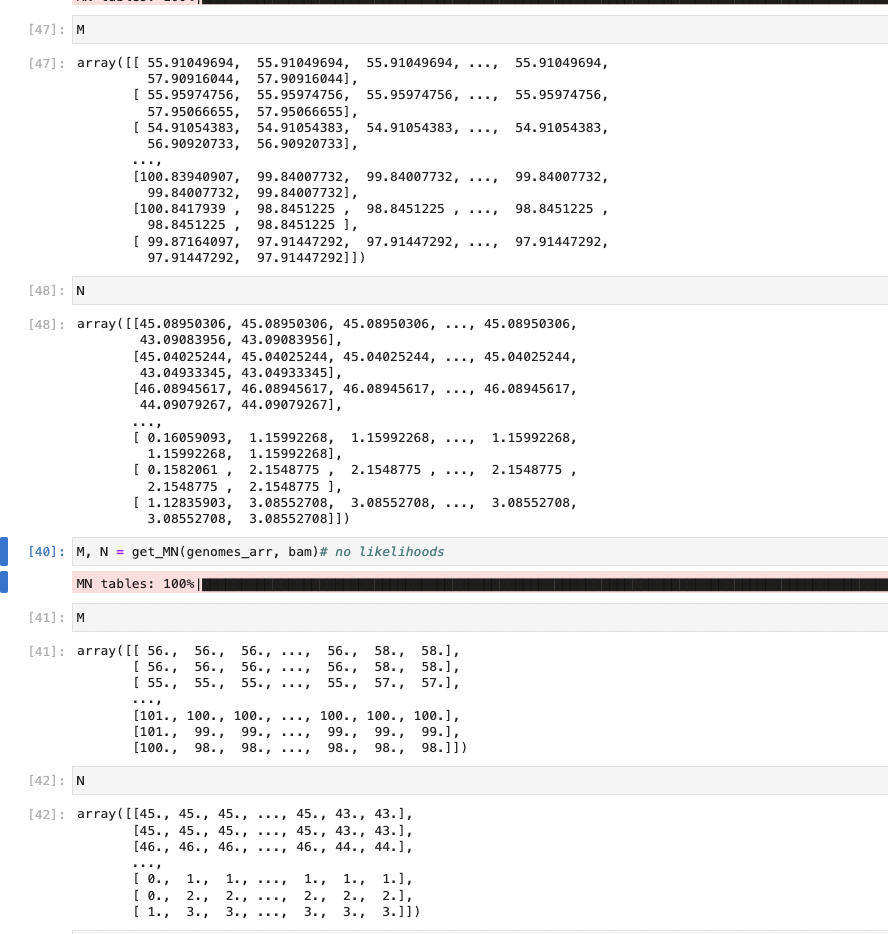 [47]: M
[47]: array([[ 55.91049694,  55.91049694,  55.91049694, ...,  55.91049694,
         57.90916044,  57.90916044],
       [ 55.95974756,  55.95974756,  55.95974756, ...,  55.95974756,
         57.95066655,  57.95066655],
       [ 54.91054383,  54.91054383,  54.91054383, ...,  54.91054383,
         56.90920733,  56.90920733],
       ...,
       [100.83940907,  99.84007732,  99.84007732, ...,  99.84007732,
         99.84007732,  99.84007732],
       [100.8417939 ,  98.8451225 ,  98.8451225 , ...,  98.8451225 ,
         98.8451225 ,  98.8451225 ],
       [ 99.87164097,  97.91447292,  97.91447292, ...,  97.91447292,
         97.91447292,  97.91447292]])
[48]: N
[48]: array([[45.08950306, 45.08950306, 45.08950306, ..., 45.08950306,
        43.09083956, 43.09083956],
       [45.04025244, 45.04025244, 45.04025244, ..., 45.04025244,
        43.04933345, 43.04933345],
       [46.08945617, 46.08945617, 46.08945617, ..., 46.08945617,
        44.09079267, 44.09079267],
       ...,
       [ 0.16059093,  1.15992268,  1.15992268, ...,  1.15992268,
         1.15992268,  1.15992268],
       [ 0.1582061 ,  2.1548775 ,  2.1548775 , ...,  2.1548775 ,
         2.1548775 ,  2.1548775 ],
       [ 1.12835903,  3.08552708,  3.08552708, ...,  3.08552708,
         3.08552708,  3.08552708]])
[40]: M, N = get_MN(genomes_arr, bam)# no likelihoods
MN tables: 100%|
[41]: M
[41]: array([[ 56.,  56.,  56., ...,  56.,  58.,  58.],
       [ 56.,  56.,  56., ...,  56.,  58.,  58.],
       [ 55.,  55.,  55., ...,  55.,  57.,  57.],
       ...,
       [101., 100., 100., ..., 100., 100., 100.],
       [101.,  99.,  99., ...,  99.,  99.,  99.],
       [100.,  98.,  98., ...,  98.,  98.,  98.]])
[42]: N
[42]: array([[45., 45., 45., ..., 45., 43., 43.],
       [45., 45., 45., ..., 45., 43., 43.],
       [46., 46., 46., ..., 46., 44., 44.],
       ...,
       [ 0.,  1.,  1., ...,  1.,  1.,  1.],
       [ 0.,  2.,  2., ...,  2.,  2.,  2.],
       [ 1.,  3.,  3., ...,  3.,  3.,  3.]])